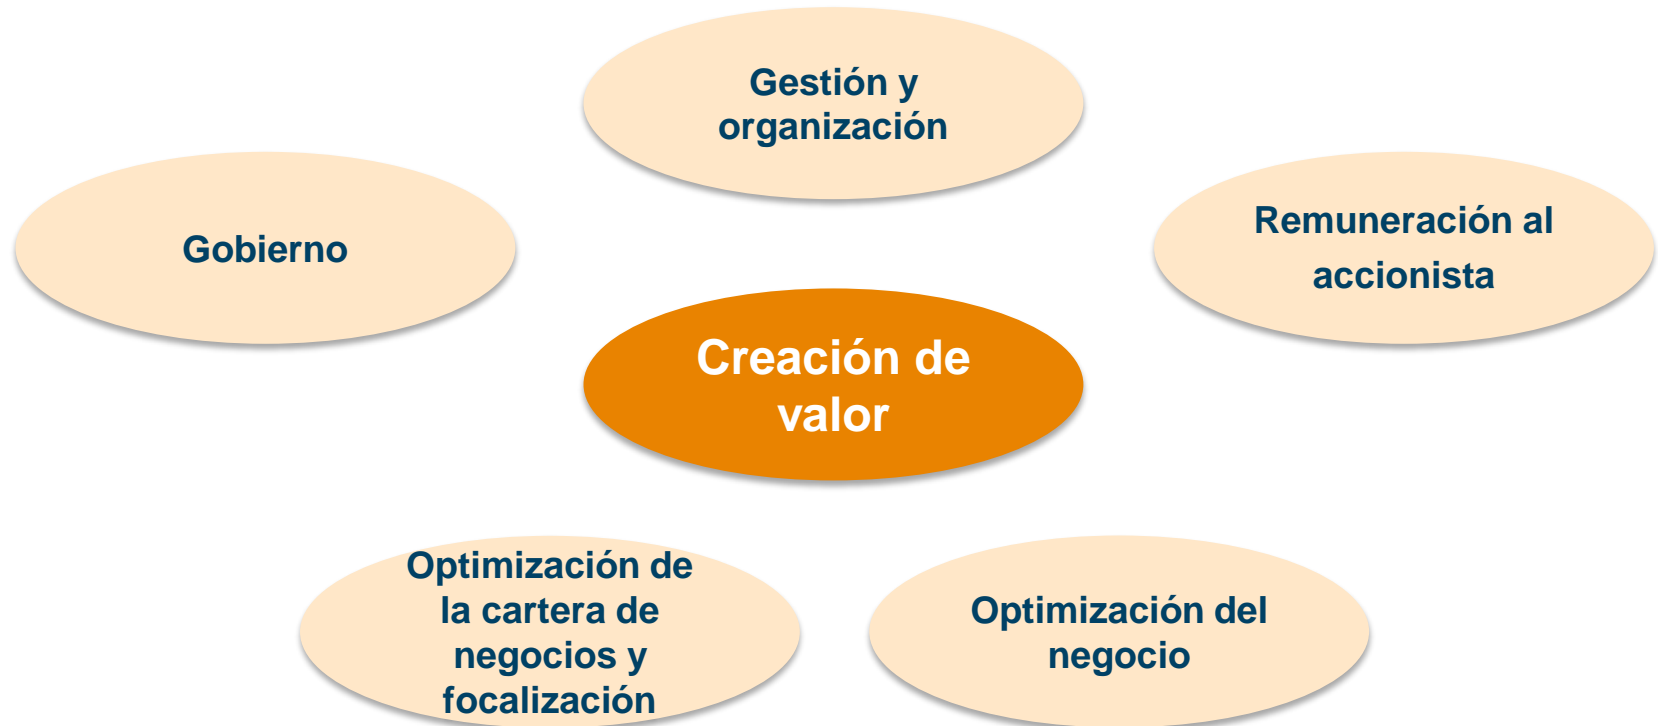 Gestión y
organización
Gobierno
Remuneración al
accionista
Creación de
valor
Optimización de
la cartera de
negocios y
focalización
Optimización del
negocio